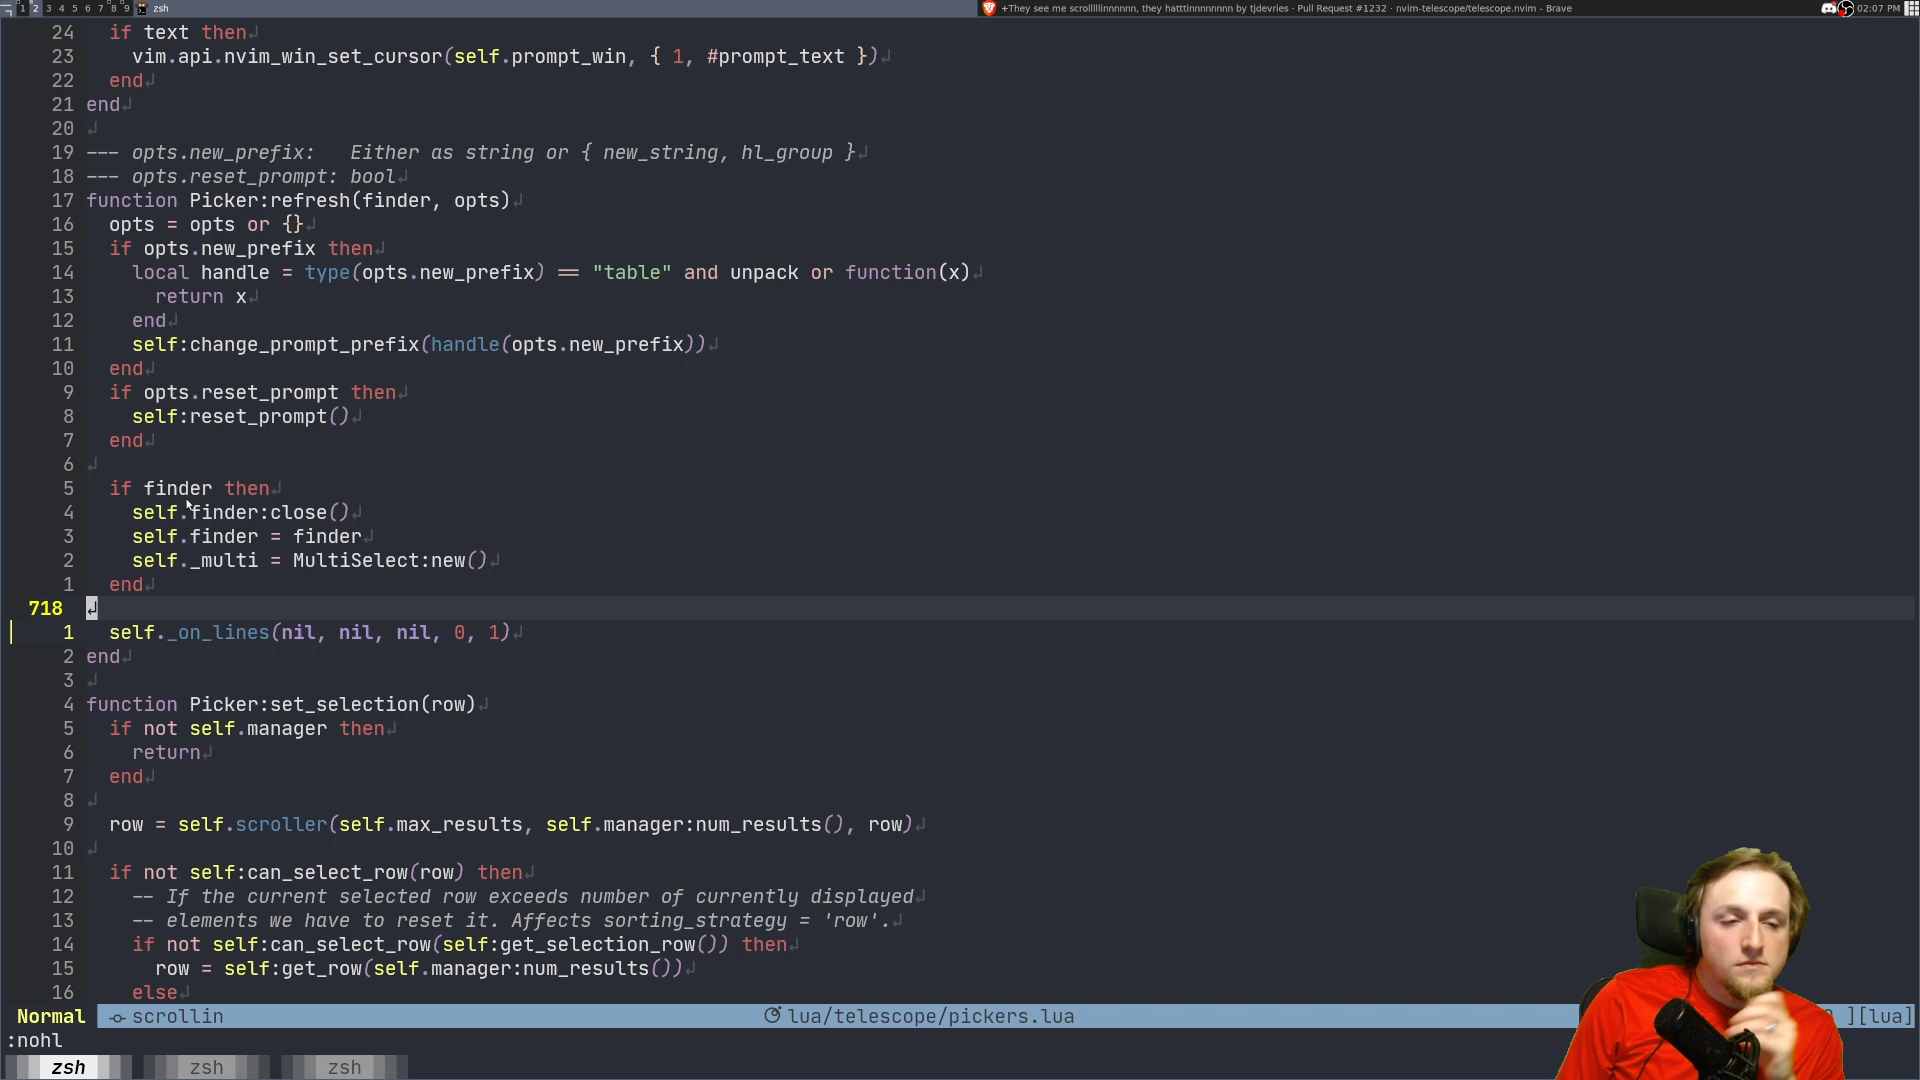 1 2 3 4 5 6 7 8 9 zsh +They see me scrolllllinnnnnn, they hatttinnnnnnnn by tjdevries · Pull Request #1232 · nvim-telescope/telescope.nvim - Brave 02:07 PM
24 if text then↲
23 vim.api.nvim_win_set_cursor(self.prompt_win, { 1, #prompt_text })↲
22 end↲
21 end↲
20 ↲
19 --- opts.new_prefix: Either as string or { new_string, hl_group }↲
18 --- opts.reset_prompt: bool↲
17 function Picker:refresh(finder, opts)↲
16 opts = opts or {}↲
15 if opts.new_prefix then↲
14 local handle = type(opts.new_prefix) == "table" and unpack or function(x)↲
13 return x↲
12 end↲
11 self:change_prompt_prefix(handle(opts.new_prefix))↲
10 end↲
9 if opts.reset_prompt then↲
8 self:reset_prompt()↲
7 end↲
6 ↲
5 if finder then↲
4 self.finder:close()↲
3 self.finder = finder↲
2 self._multi = MultiSelect:new()↲
1 end↲
718 ↲
1 self._on_lines(nil, nil, nil, 0, 1)↲
2 end↲
3 ↲
4 function Picker:set_selection(row)↲
5 if not self.manager then↲
6 return↲
7 end↲
8 ↲
9 row = self.scroller(self.max_results, self.manager:num_results(), row)↲
10 ↲
11 if not self:can_select_row(row) then↲
12 -- If the current selected row exceeds number of currently displayed↲
13 -- elements we have to reset it. Affects sorting_strategy = 'row'.↲
14 if not self:can_select_row(self:get_selection_row()) then↲
15 row = self:get_row(self.manager:num_results())↲
16 else↲
Normal scrollin lua/telescope/pickers.lua ][lua]
:nohl
zsh zsh zsh